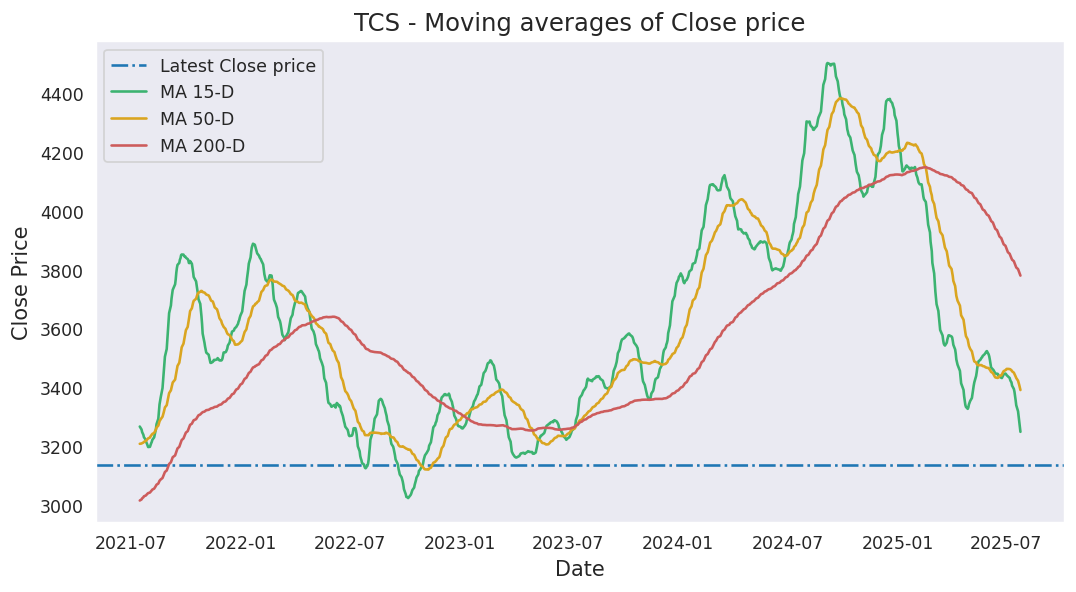 TCS - Moving averages of Close price
Latest Close price
MA 15-D
MA 50-D
MA 200-D
Close Price
4400
4200
4000
3800
3600
3400
3200
3000
2021-07 2022-01 2022-07 2023-01 2023-07 2024-01 2024-07 2025-01 2025-07
Date